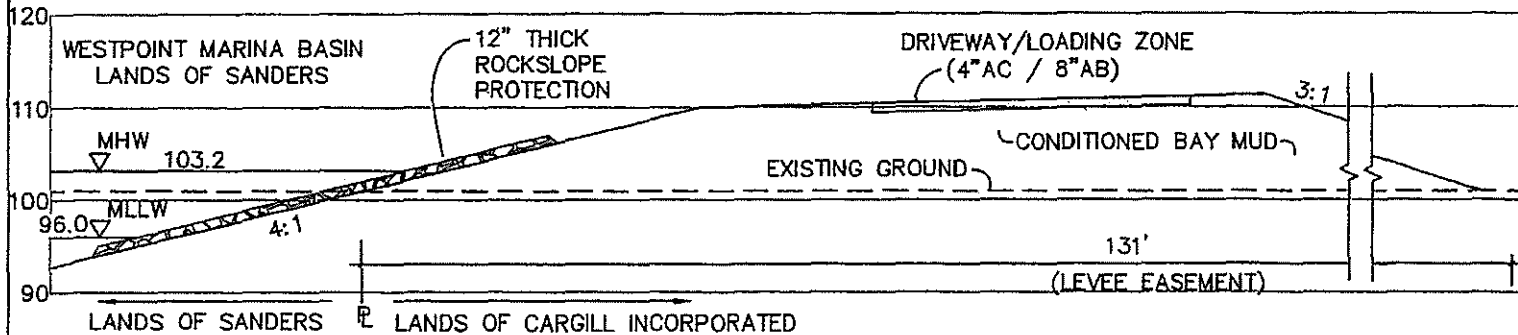 120
WESTPOINT MARINA BASIN
LANDS OF SANDERS
12" THICK
ROCKSLOPE
PROTECTION
DRIVEWAY/LOADING ZONE
(4"AC / 8"AB)
110
3:1
MHW
103.2
CONDITIONED BAY MUD
EXISTING GROUND
100
MLLW
96.0
4:1
131'
(LEVEE EASEMENT)
90
LANDS OF SANDERS
PL
LANDS OF CARGILL INCORPORATED